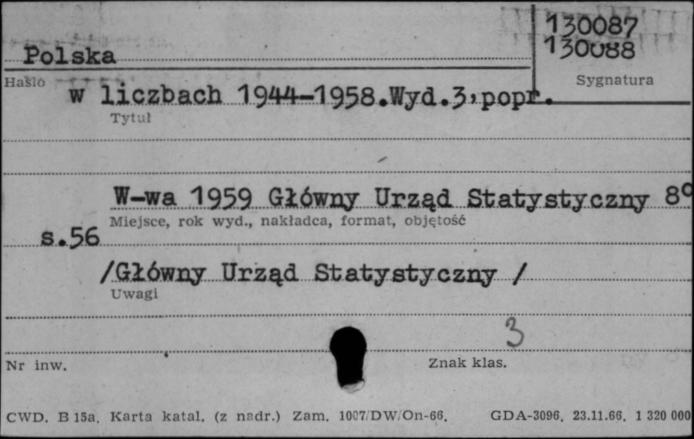 130087
130088
Polska
Hasło
Sygnatura
w liczbach 1944-1958.Wyd.3,popr.
Tytuł
W-wa 1959 Główny Urząd Statystyczny 8°
Miejsce, rok wyd., nakładca, format, objętość
s.56
/Główny Urząd Statystyczny /
Uwagi
3
Nr inw.
Znak klas.
CWD. B 15a. Karta katal. (z nadr.) Zam. 1007/DW/On-66. GDA-3096. 23.11.66. 1 320 000